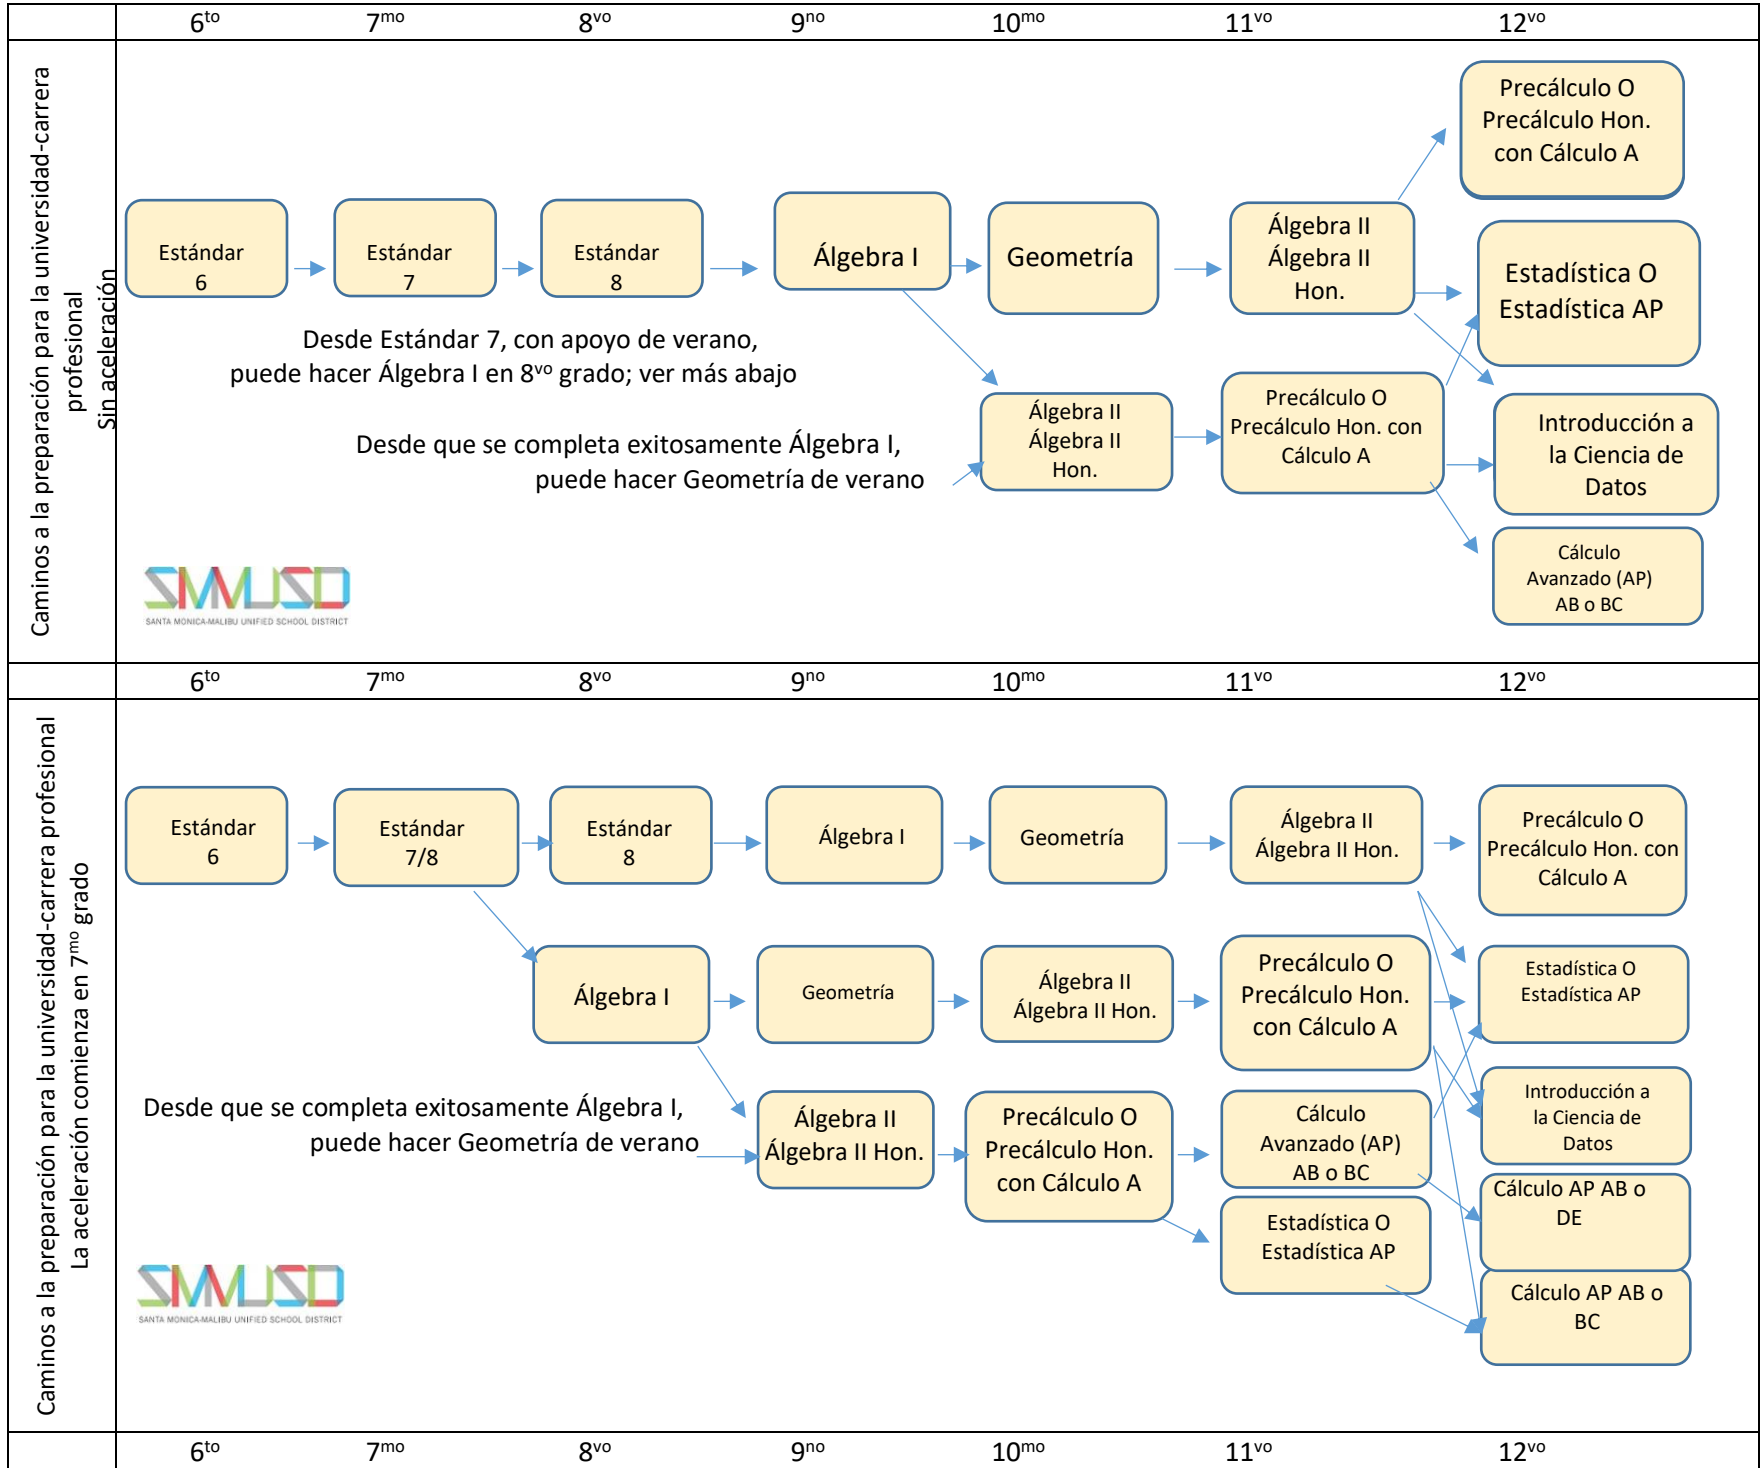 6to 7mo 8vo 9no 10mo 11vo 12vo
Caminos a la preparación para la universidad-carrera
profesional
Sin aceleración
Estándar
6
Estándar
7
Estándar
8
Álgebra I
Geometría
Álgebra II
Álgebra II
Hon.
Precálculo O
Precálculo Hon.
con Cálculo A
Estadística O
Estadística AP
Desde Estándar 7, con apoyo de verano,
puede hacer Álgebra I en 8vo grado; ver más abajo
Desde que se completa exitosamente Álgebra I,
puede hacer Geometría de verano
Álgebra II
Álgebra II
Hon.
Precálculo O
Precálculo Hon. con
Cálculo A
Introducción a
la Ciencia de
Datos
Cálculo
Avanzado (AP)
AB o BC
SMMUSD
SANTA MONICA-MALIBU UNIFIED SCHOOL DISTRICT
6to 7mo 8vo 9no 10mo 11vo 12vo
Caminos a la preparación para la universidad-carrera profesional
La aceleración comienza en 7mo grado
Estándar
6
Estándar
7/8
Estándar
8
Álgebra I
Geometría
Álgebra II
Álgebra II Hon.
Precálculo O
Precálculo Hon. con
Cálculo A
Álgebra I
Geometría
Álgebra II
Álgebra II Hon.
Precálculo O
Precálculo Hon.
con Cálculo A
Estadística O
Estadística AP
Desde que se completa exitosamente Álgebra I,
puede hacer Geometría de verano
Álgebra II
Álgebra II Hon.
Precálculo O
Precálculo Hon.
con Cálculo A
Cálculo
Avanzado (AP)
AB o BC
Introducción a
la Ciencia de
Datos
Estadística O
Estadística AP
Cálculo AP AB o
DE
Cálculo AP AB o
BC
SMMUSD
SANTA MONICA-MALIBU UNIFIED SCHOOL DISTRICT
6to 7mo 8vo 9no 10mo 11vo 12vo